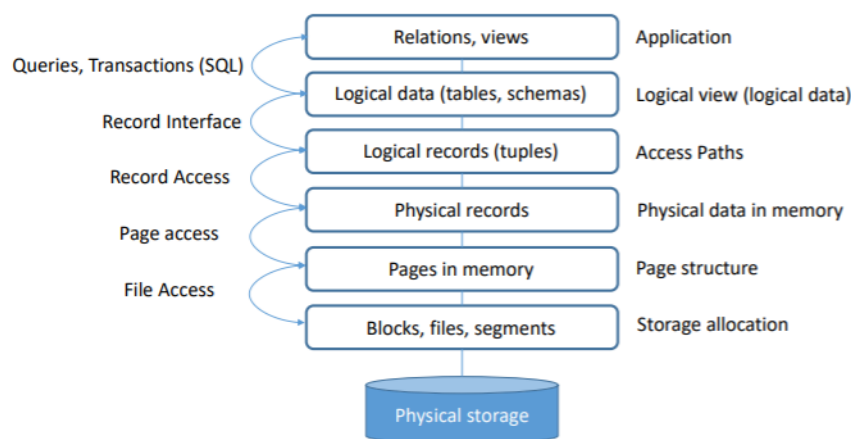 Relations, views
Application
Queries, Transactions (SQL)
Logical data (tables, schemas)
Logical view (logical data)
Record Interface
Logical records (tuples)
Access Paths
Record Access
Physical records
Physical data in memory
Page access
Pages in memory
Page structure
File Access
Blocks, files, segments
Storage allocation
Physical storage